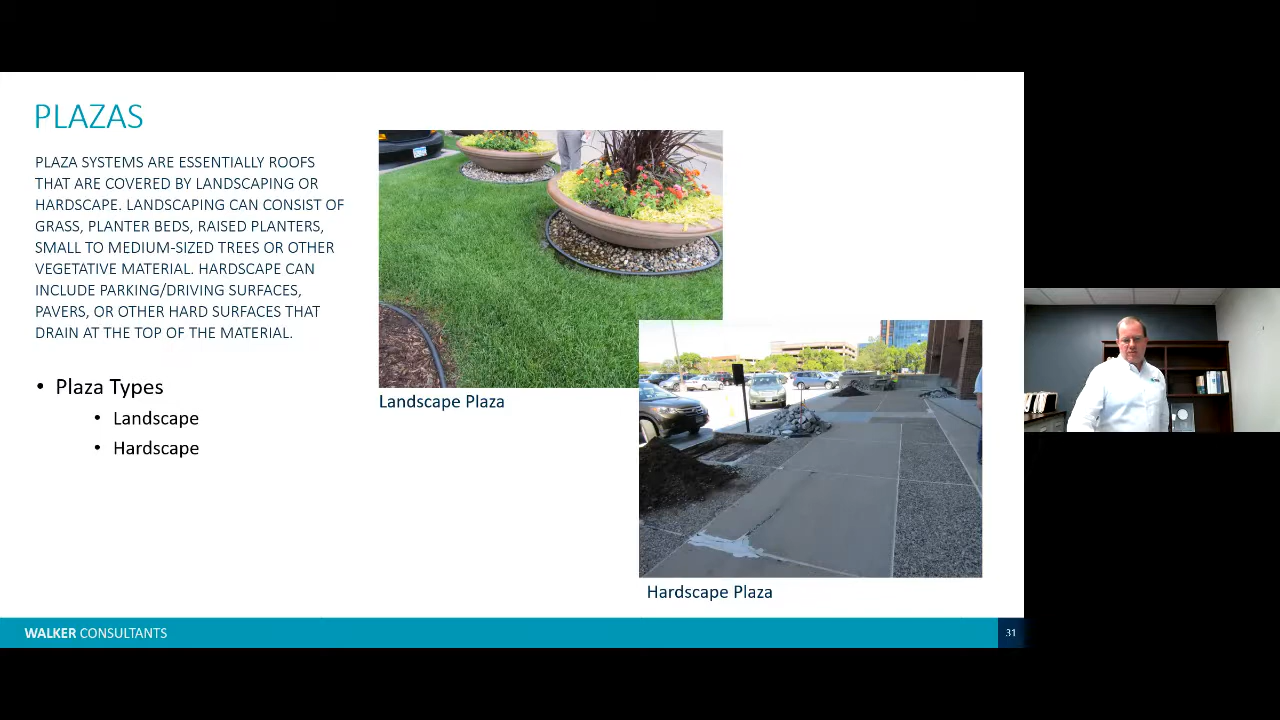 PLAZAS
PLAZA SYSTEMS ARE ESSENTIALLY ROOFS
THAT ARE COVERED BY LANDSCAPING OR
HARDSCAPE. LANDSCAPING CAN CONSIST OF
GRASS, PLANTER BEDS, RAISED PLANTERS,
SMALL TO MEDIUM-SIZED TREES OR OTHER
VEGETATIVE MATERIAL. HARDSCAPE CAN
INCLUDE PARKING/DRIVING SURFACES,
PAVERS, OR OTHER HARD SURFACES THAT
DRAIN AT THE TOP OF THE MATERIAL.
• Plaza Types
• Landscape
• Hardscape
Landscape Plaza
Hardscape Plaza
WALKER CONSULTANTS
31